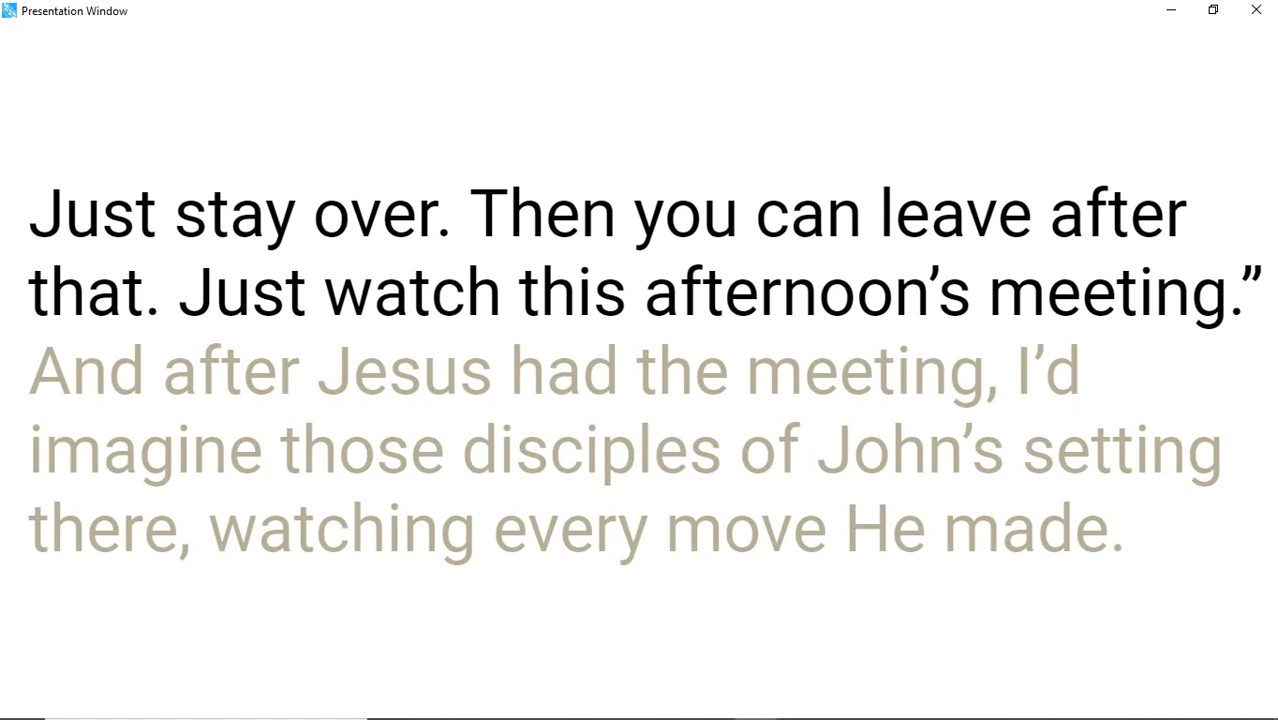 Presentation Window
Just stay over. Then you can leave after
that. Just watch this afternoon’s meeting.”
And after Jesus had the meeting, I’d
imagine those disciples of John’s setting
there, watching every move He made.